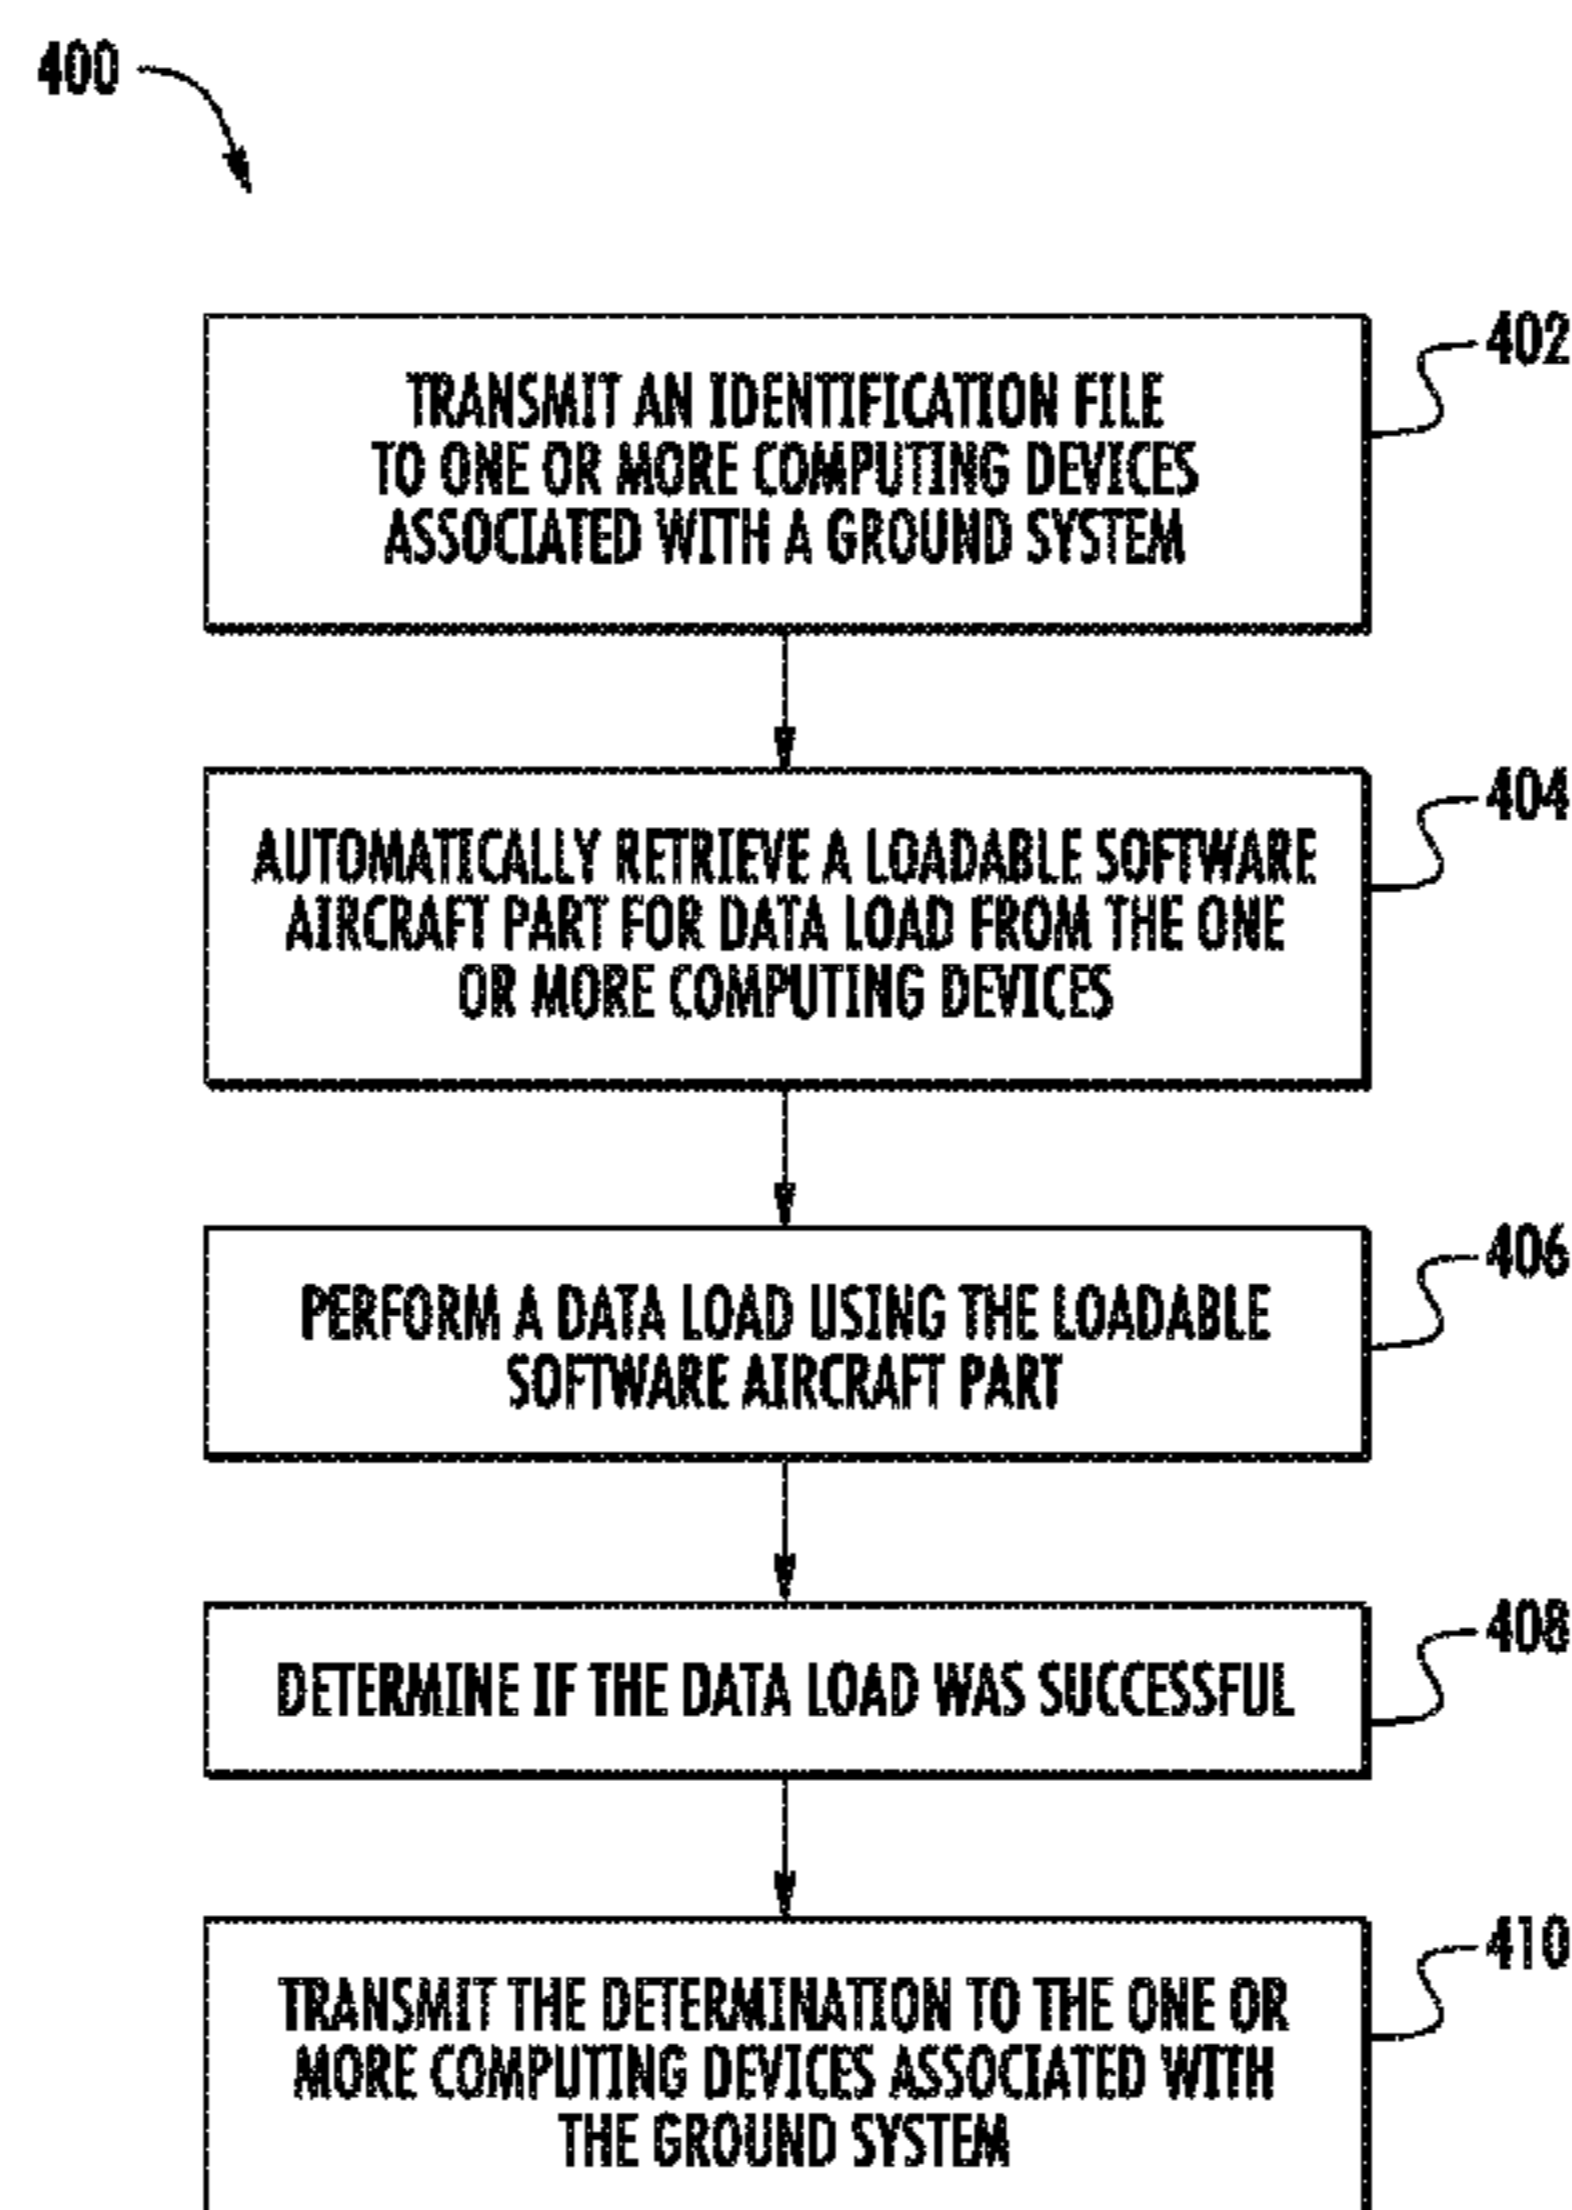 400
402
TRANSMIT AN IDENTIFICATION FILE
TO ONE OR MORE COMPUTING DEVICES
ASSOCIATED WITH A GROUND SYSTEM
404
AUTOMATICALLY RETRIEVE A LOADABLE SOFTWARE
AIRCRAFT PART FOR DATA LOAD FROM THE ONE
OR MORE COMPUTING DEVICES
406
PERFORM A DATA LOAD USING THE LOADABLE
SOFTWARE AIRCRAFT PART
408
DETERMINE IF THE DATA LOAD WAS SUCCESSFUL
410
TRANSMIT THE DETERMINATION TO THE ONE OR
MORE COMPUTING DEVICES ASSOCIATED WITH
THE GROUND SYSTEM